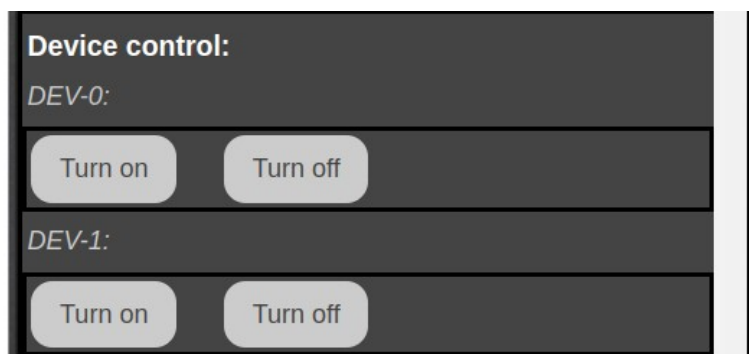 Device control:
DEV-0:
Turn on Turn off
DEV-1:
Turn on Turn off